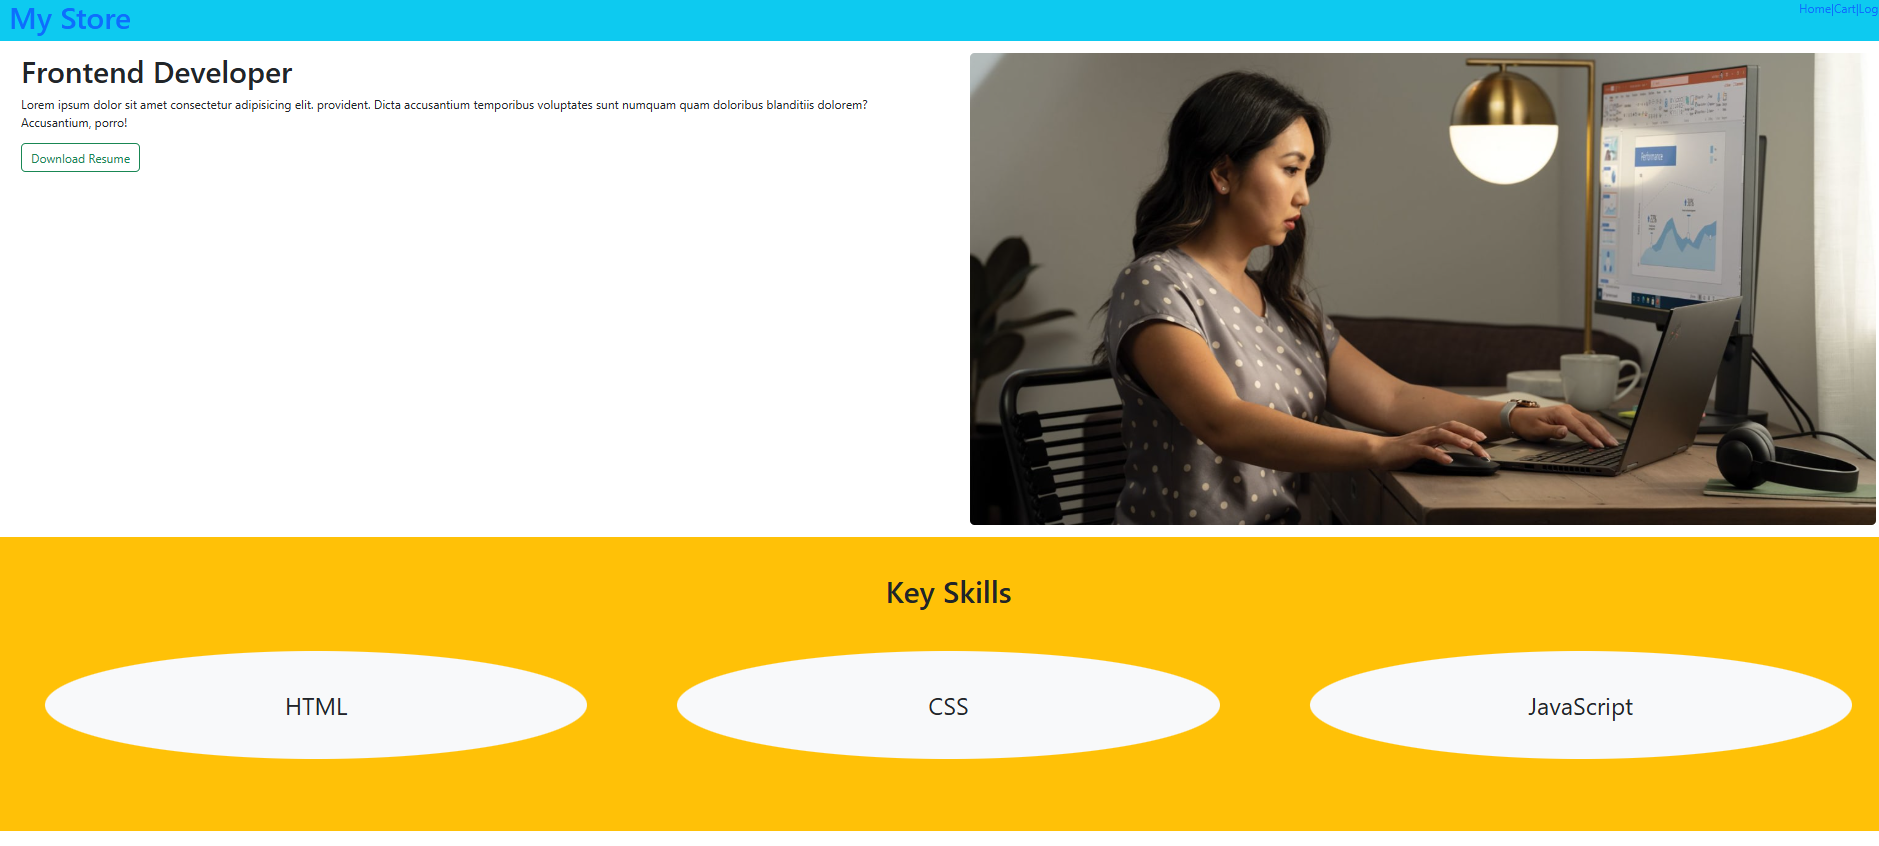 My Store
Home|Cart|Log
Frontend Developer
Lorem ipsum dolor sit amet consectetur adipisicing elit. provident. Dicta accusantium temporibus voluptates sunt numquam quam doloribus blanditiis dolorem?
Accusantium, porro!
Download Resume
Performance
Key Skills
HTML
CSS
JavaScript